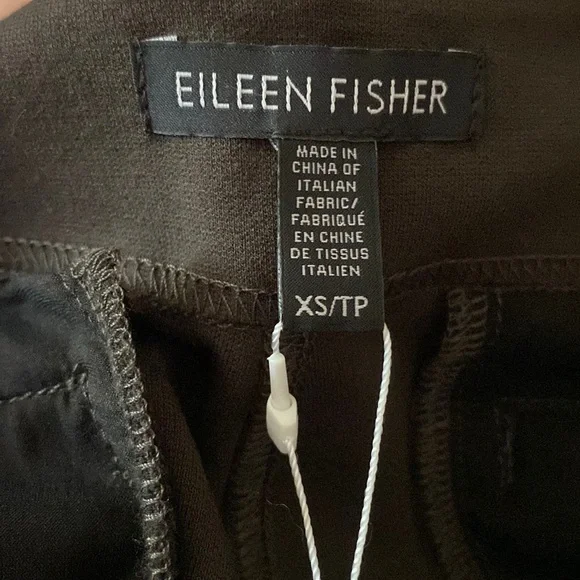 EILEEN FISHER
MADE IN
CHINA OF
ITALIAN
FABRIC/
FABRIQUÉ
EN CHINE
DE TISSUS
ITALIEN
XS/TP